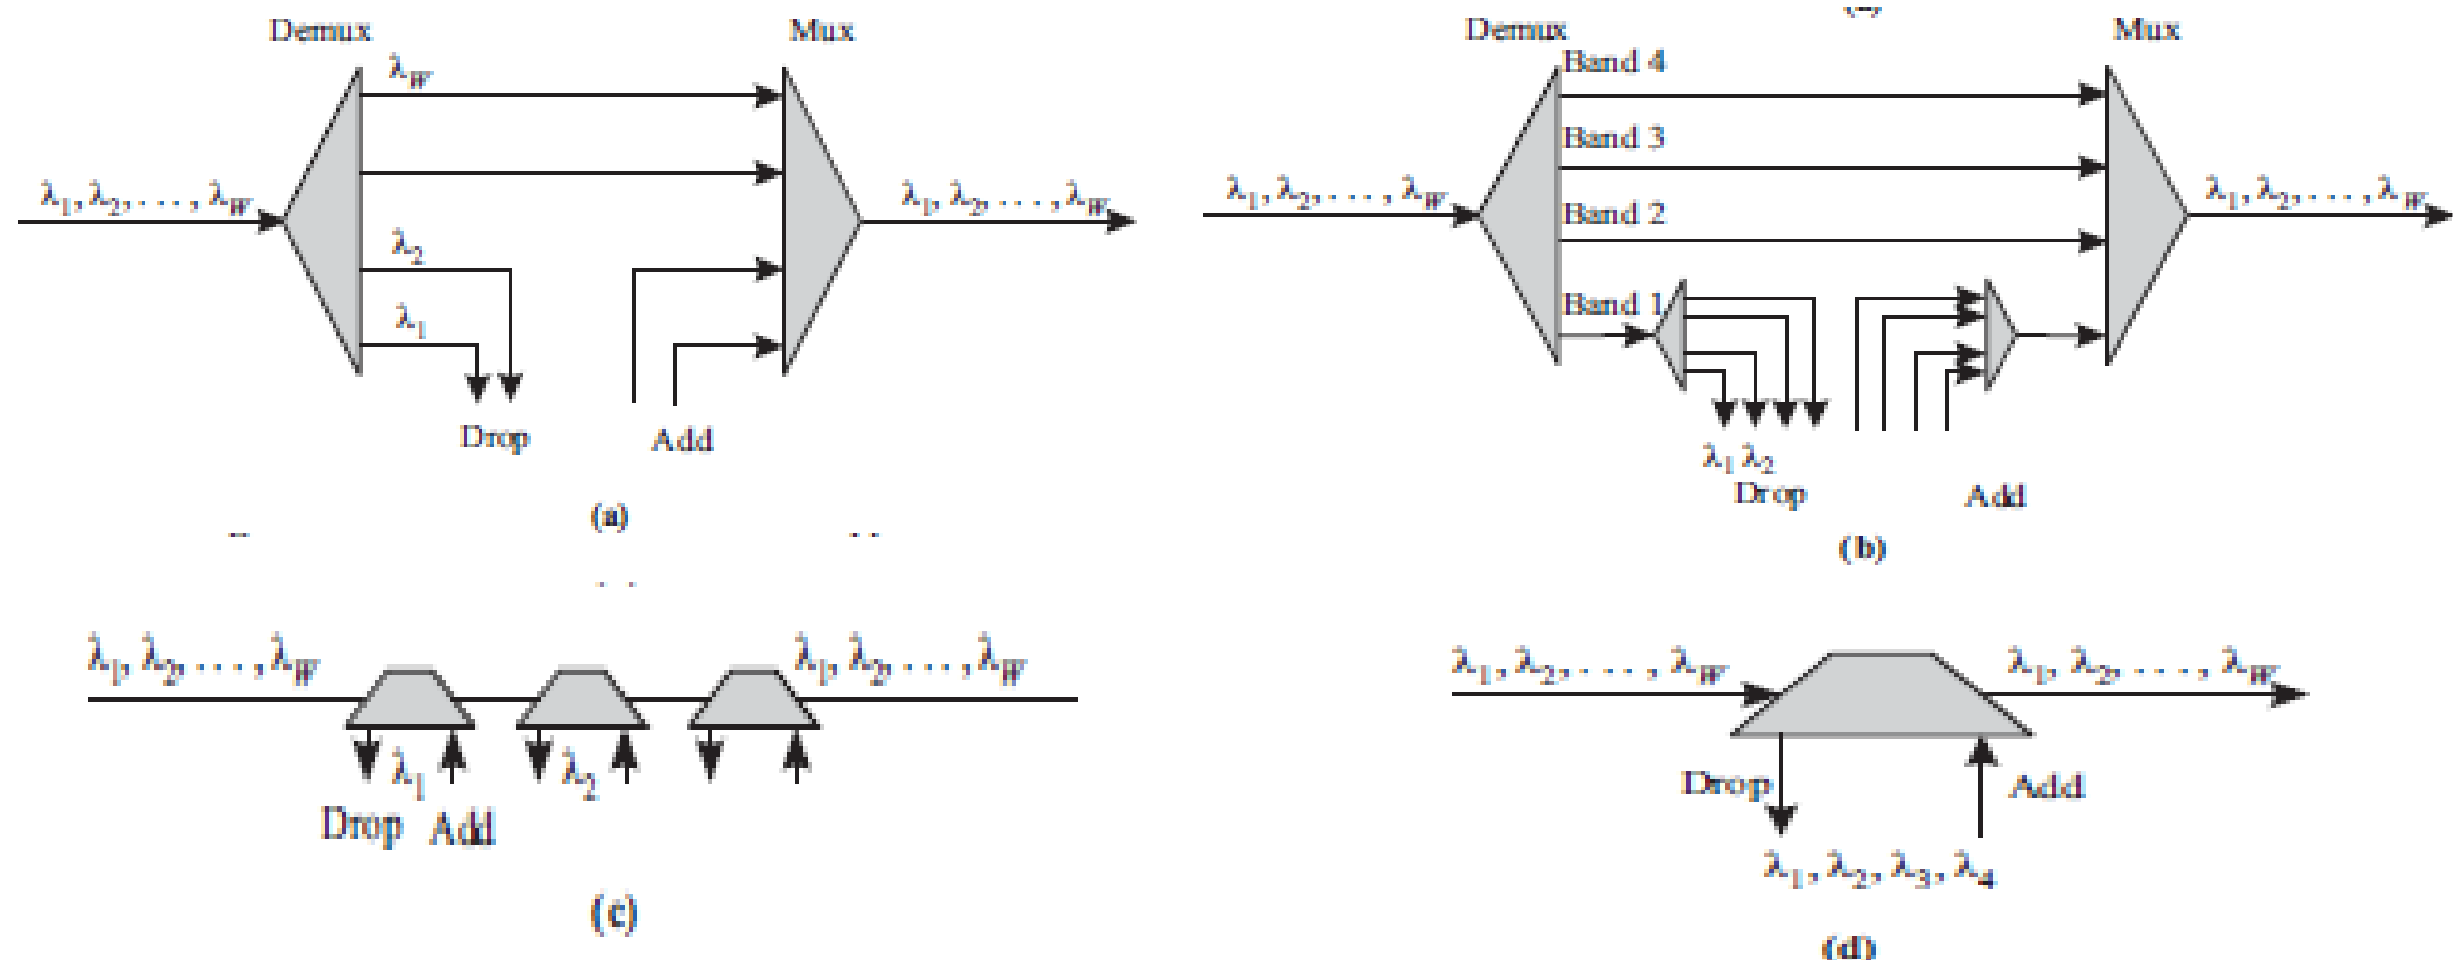 Demux
Mux
λW
λ1, λ2, . . . , λW
λ1, λ2, . . . , λW
λ2
λ1
Drop
Add
(a)
Demux
Mux
Band 4
Band 3
λ1, λ2, . . . , λW
Band 2
λ1, λ2, . . . , λW
Band 1
λ1 λ2
Drop
Add
(b)
λ1, λ2, . . . , λW
λ1, λ2, . . . , λW
λ1
λ2
Drop Add
(c)
λ1, λ2, . . . , λW
λ1, λ2, . . . , λW
Drop
Add
λ1, λ2, λ3, λ4
(d)